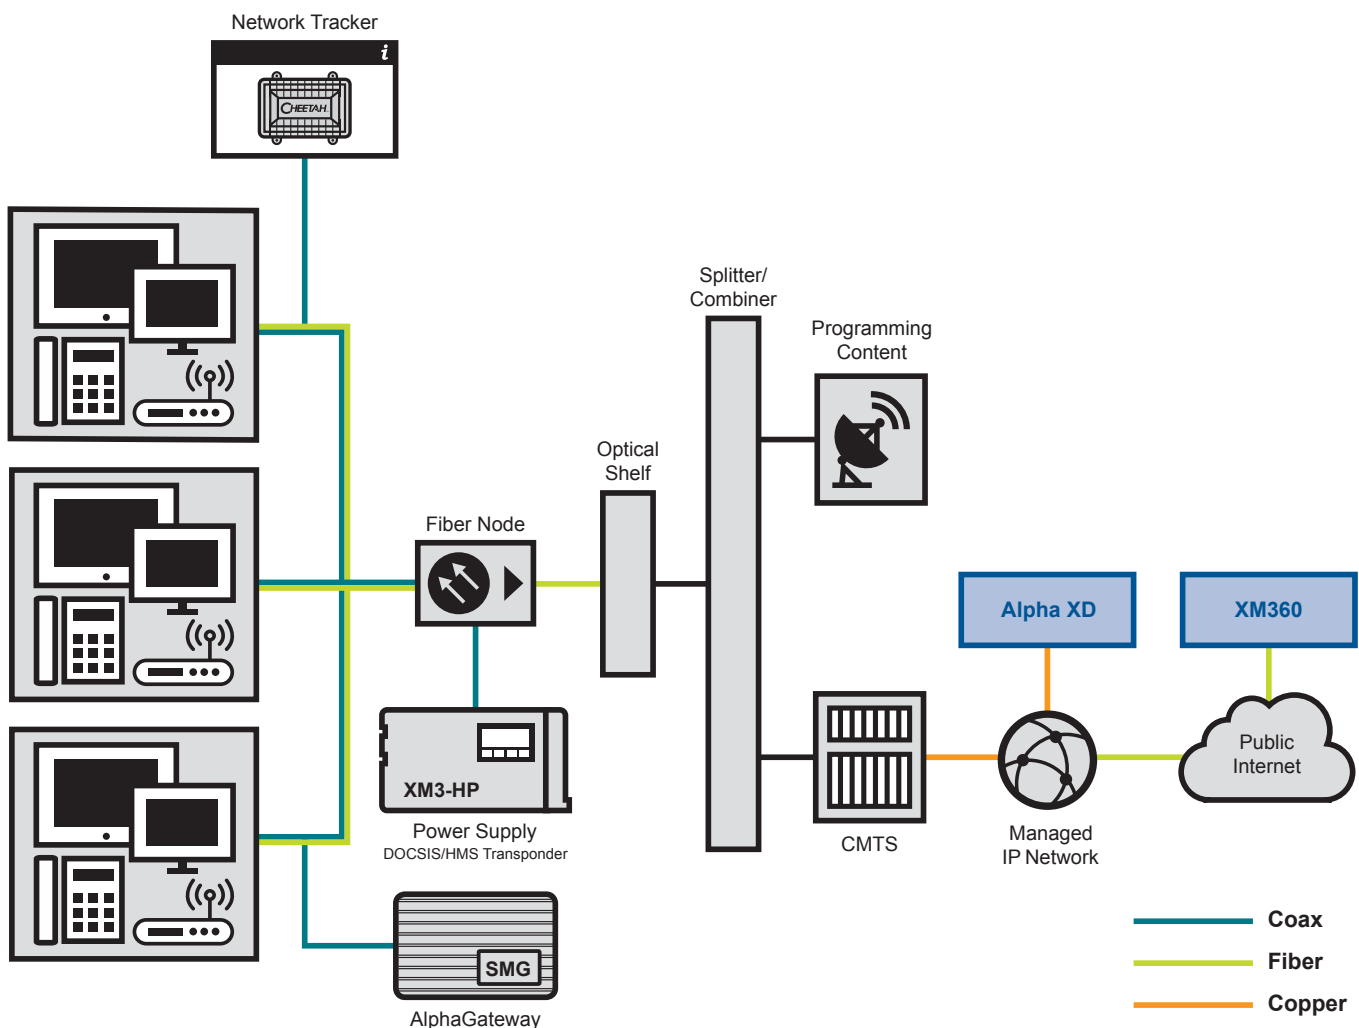 Network Tracker
i
CHEETAH
Splitter/
Combiner
Programming
Content
Optical
Shelf
Fiber Node
Alpha XD
XM360
XM3-HP
Power Supply
DOCSIS/HMS Transponder
CMTS
Managed
IP Network
Public
Internet
SMG
AlphaGateway
Coax
Fiber
Copper